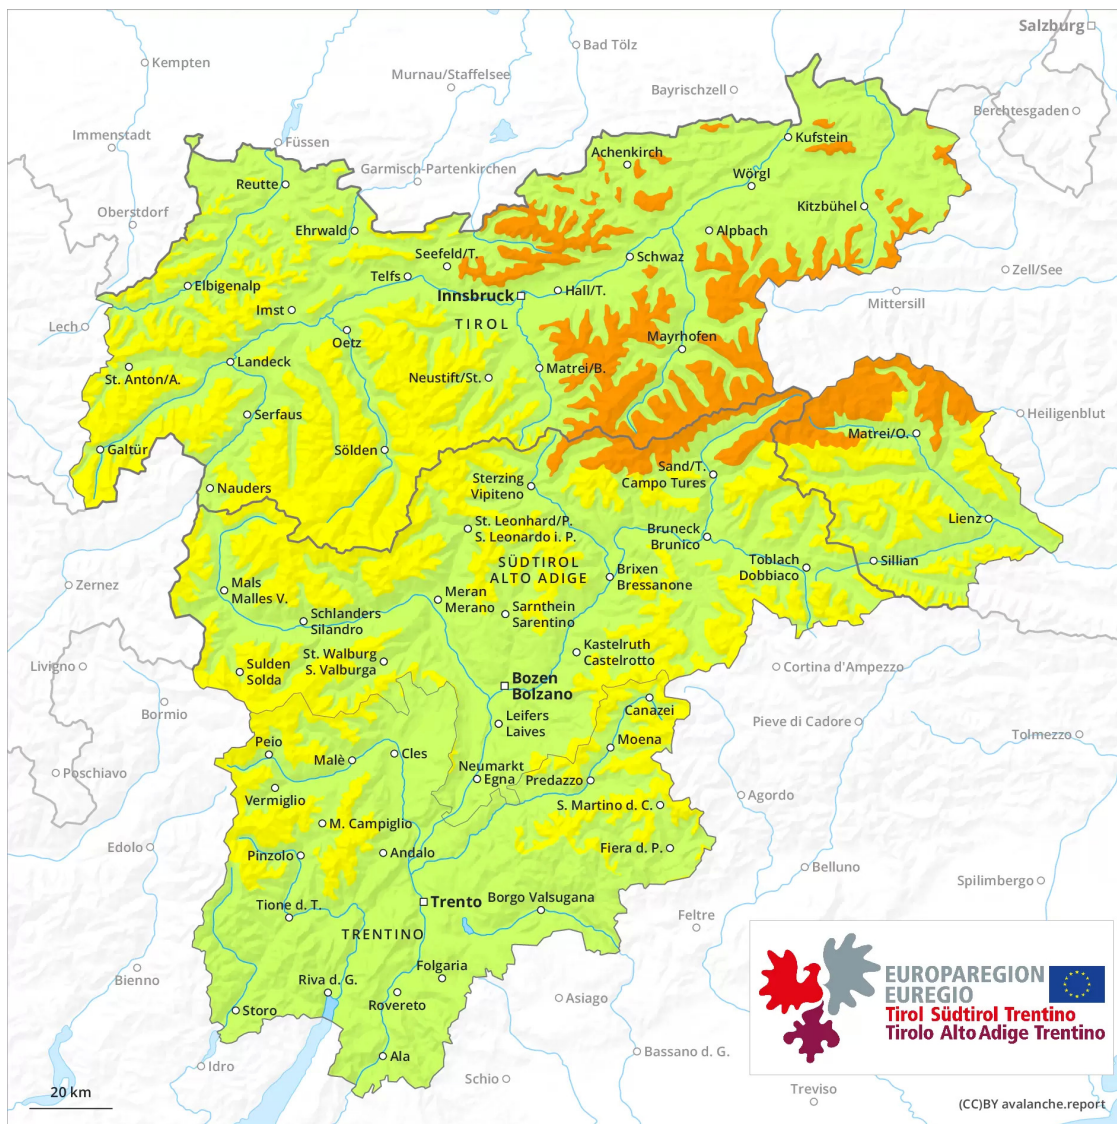 Salzburg
Kempten
Bad Tölz
Murnau/Staffelsee
Bayrischzell
Berchtesgaden
Immenstadt
Füssen
Kufstein
Achenkirch
Garmisch-Partenkirchen
Reutte
Wörgl
Oberstdorf
Kitzbühel
Ehrwald
Alpbach
Seefeld/T.
Schwaz
Telfs
Zell/See
Elbigenalp
Innsbruck
Hall/T.
Mittersill
Imst
TIROL
Lech
Oetz
Mayrhofen
Landeck
Matrei/B.
St. Anton/A.
Neustift/St.
Serfaus
Heiligenblut
Matrei/O.
Galtür
Sölden
Sand/T.
Campo Tures
Sterzing
Vipiteno
Nauders
Lienz
St. Leonhard/P.
S. Leonardo i. P.
Bruneck
Brunico
SÜDTIROL
ALTO ADIGE
Toblach
Dobbiaco
Sillian
Brixen
Bressanone
Zernez
Mals
Malles V.
Meran
Merano
Schlanders
Silandro
Sarnthein
Sarentino
Kastelruth
Castelrotto
St. Walburg
S. Valburga
Livigno
Sulden
Solda
Cortina d'Ampezzo
Bozen
Bolzano
Bormio
Canazei
Leifers
Laives
Pieve di Cadore
Tolmezzo
Moena
Peio
Cles
Malè
Poschiavo
Neumarkt
Egna
Predazzo
Vermiglio
Agordo
S. Martino d. C.
M. Campiglio
Edolo
Pinzolo
Andalo
Fiera d. P.
Belluno
Spilimbergo
Trento
Borgo Valsugana
Tione d. T.
Feltre
TRENTINO
Folgaria
Bienno
Riva d. G.
Rovereto
Asiago
Storo
Ala
Bassano d. G.
Idro
Schio
Treviso
EUROPAREGION
EUREGIO
Tirol Südtirol Trentino
Tirolo Alto Adige Trentino
20 km
(CC)BY avalanche.report